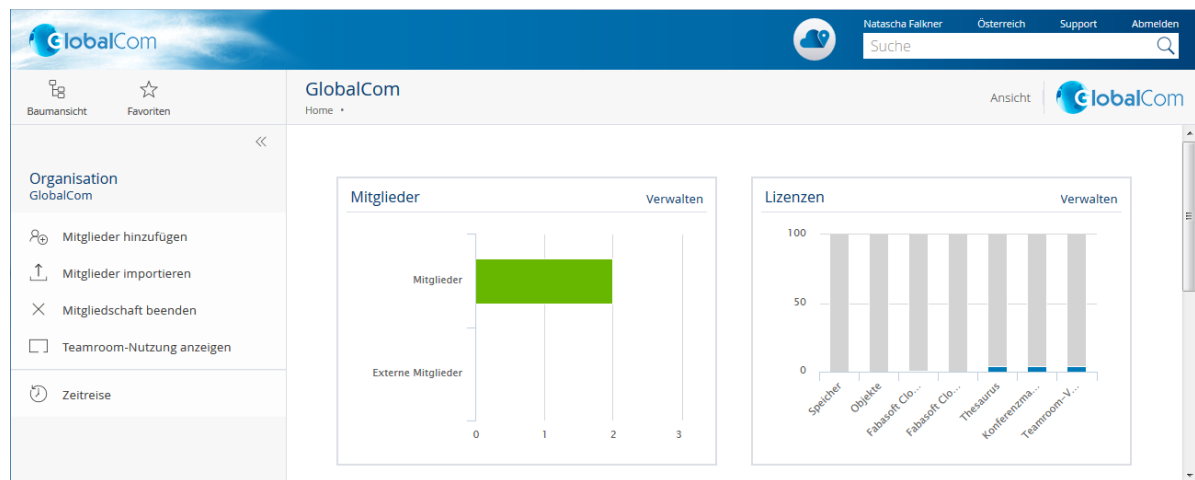 GlobalCom
Natascha Falkner Österreich Support Abmelden
Suche
Baumansicht Favoriten
GlobalCom
Home •
Ansicht
GlobalCom
Organisation
GlobalCom
Mitglieder hinzufügen
Mitglieder importieren
Mitgliedschaft beenden
Teamroom-Nutzung anzeigen
Zeitreise
Mitglieder Verwalten
Mitglieder
Externe Mitglieder
0 1 2 3
Lizenzen Verwalten
100
50
0
Speicher
Objekte
Fabasoft Clo...
Fabasoft Clo...
Thesaurus
Konferenzma...
Teamroom-V...